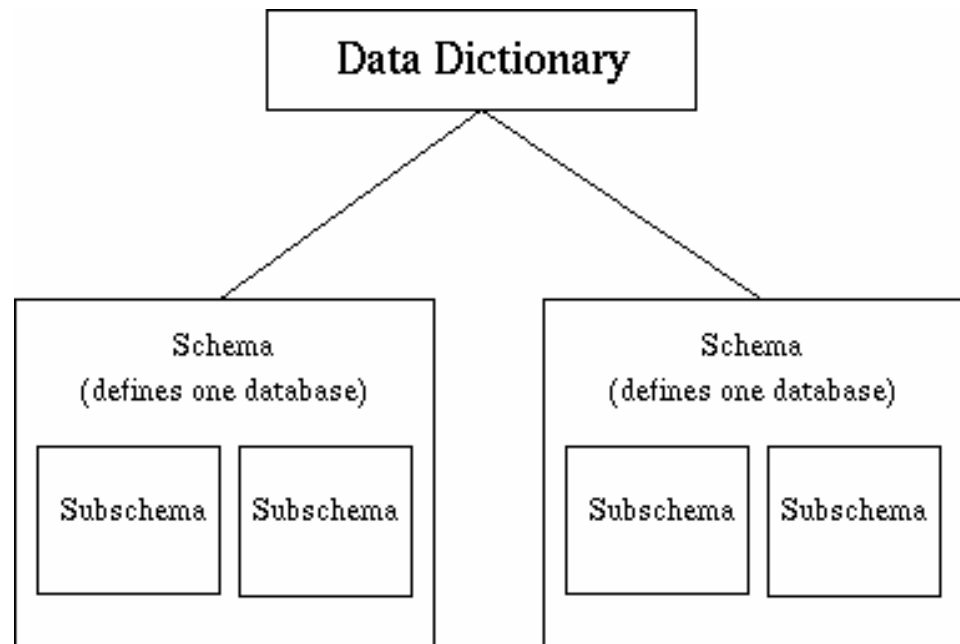 Data Dictionary
Schema
(defines one database)
Subschema
Subschema
Schema
(defines one database)
Subschema
Subschema